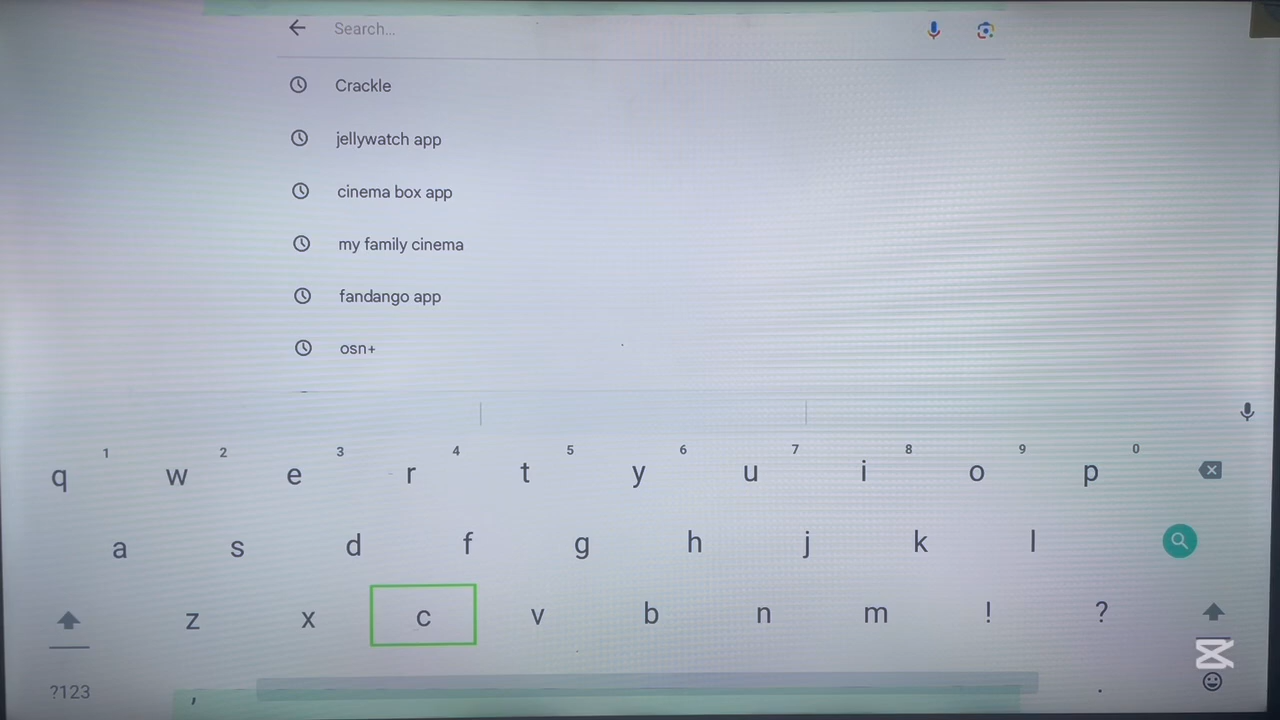 Search...
Crackle
jellywatch app
cinema box app
my family cinema
fandango app
osn+
1 2 3 4 5 6 7 8 9 0
q w e r t y u i o p
a s d f g h j k l
z x c v b n m ! ?
?123 , .